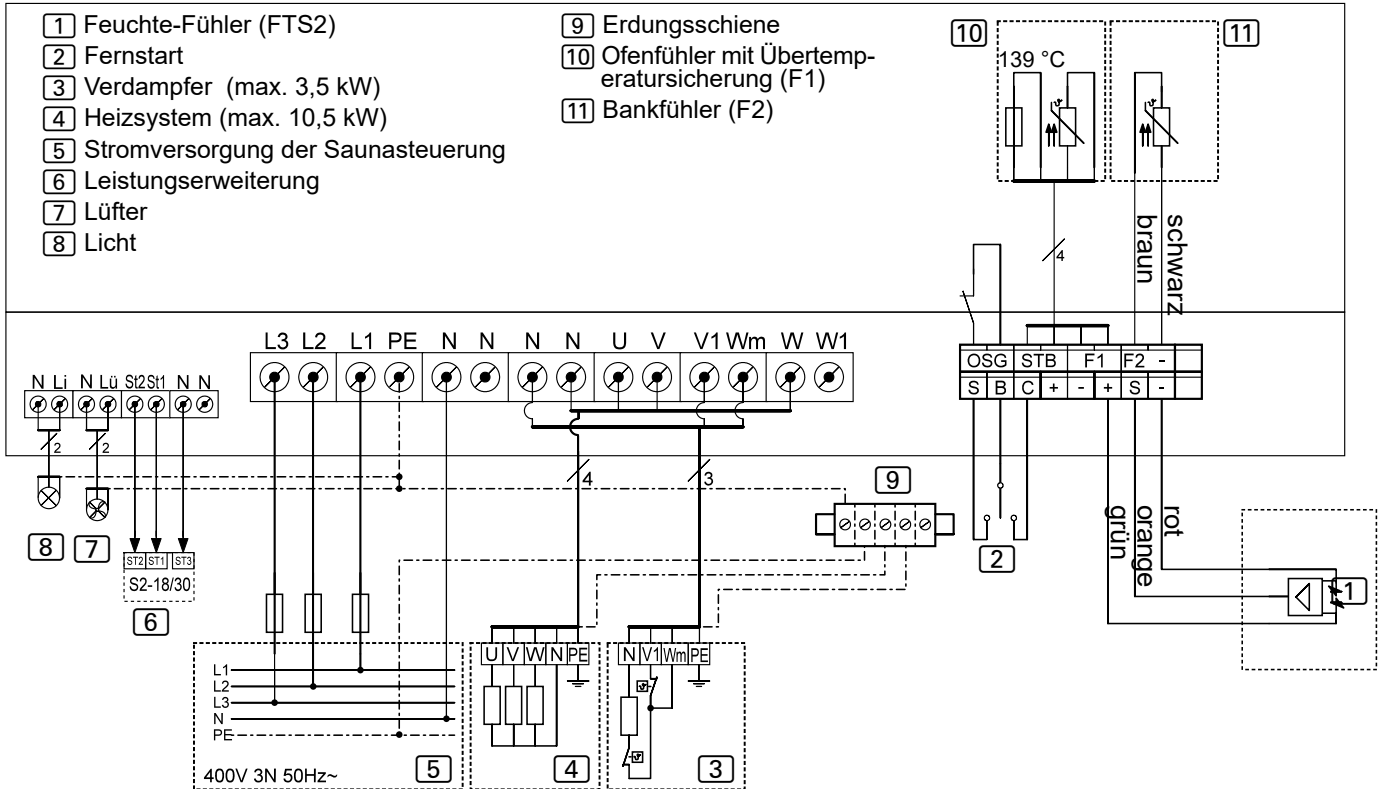 1 Feuchte-Fühler (FTS2)
2 Fernstart
3 Verdampfer (max. 3,5 kW)
4 Heizsystem (max. 10,5 kW)
5 Stromversorgung der Saunasteuerung
6 Leistungserweiterung
7 Lüfter
8 Licht
9 Erdungsschiene
10 Ofenfühler mit Übertemp-
eratursicherung (F1)
11 Bankfühler (F2)
10
11
139 °C
schwarz
braun
4
L3 L2 L1 PE N N N N U V V1 Wm W W1
OSG STB F1 F2 -
S B C + - + S -
N Li N Lü St2 St1 N N
2
2
4
3
9
8
7
ST2 ST1 ST3
S2-18/30
6
2
rot
orange
grün
1
U V W N PE
N V1 Wm PE
L1
L2
L3
N
PE
400V 3N 50Hz~
5
4
3